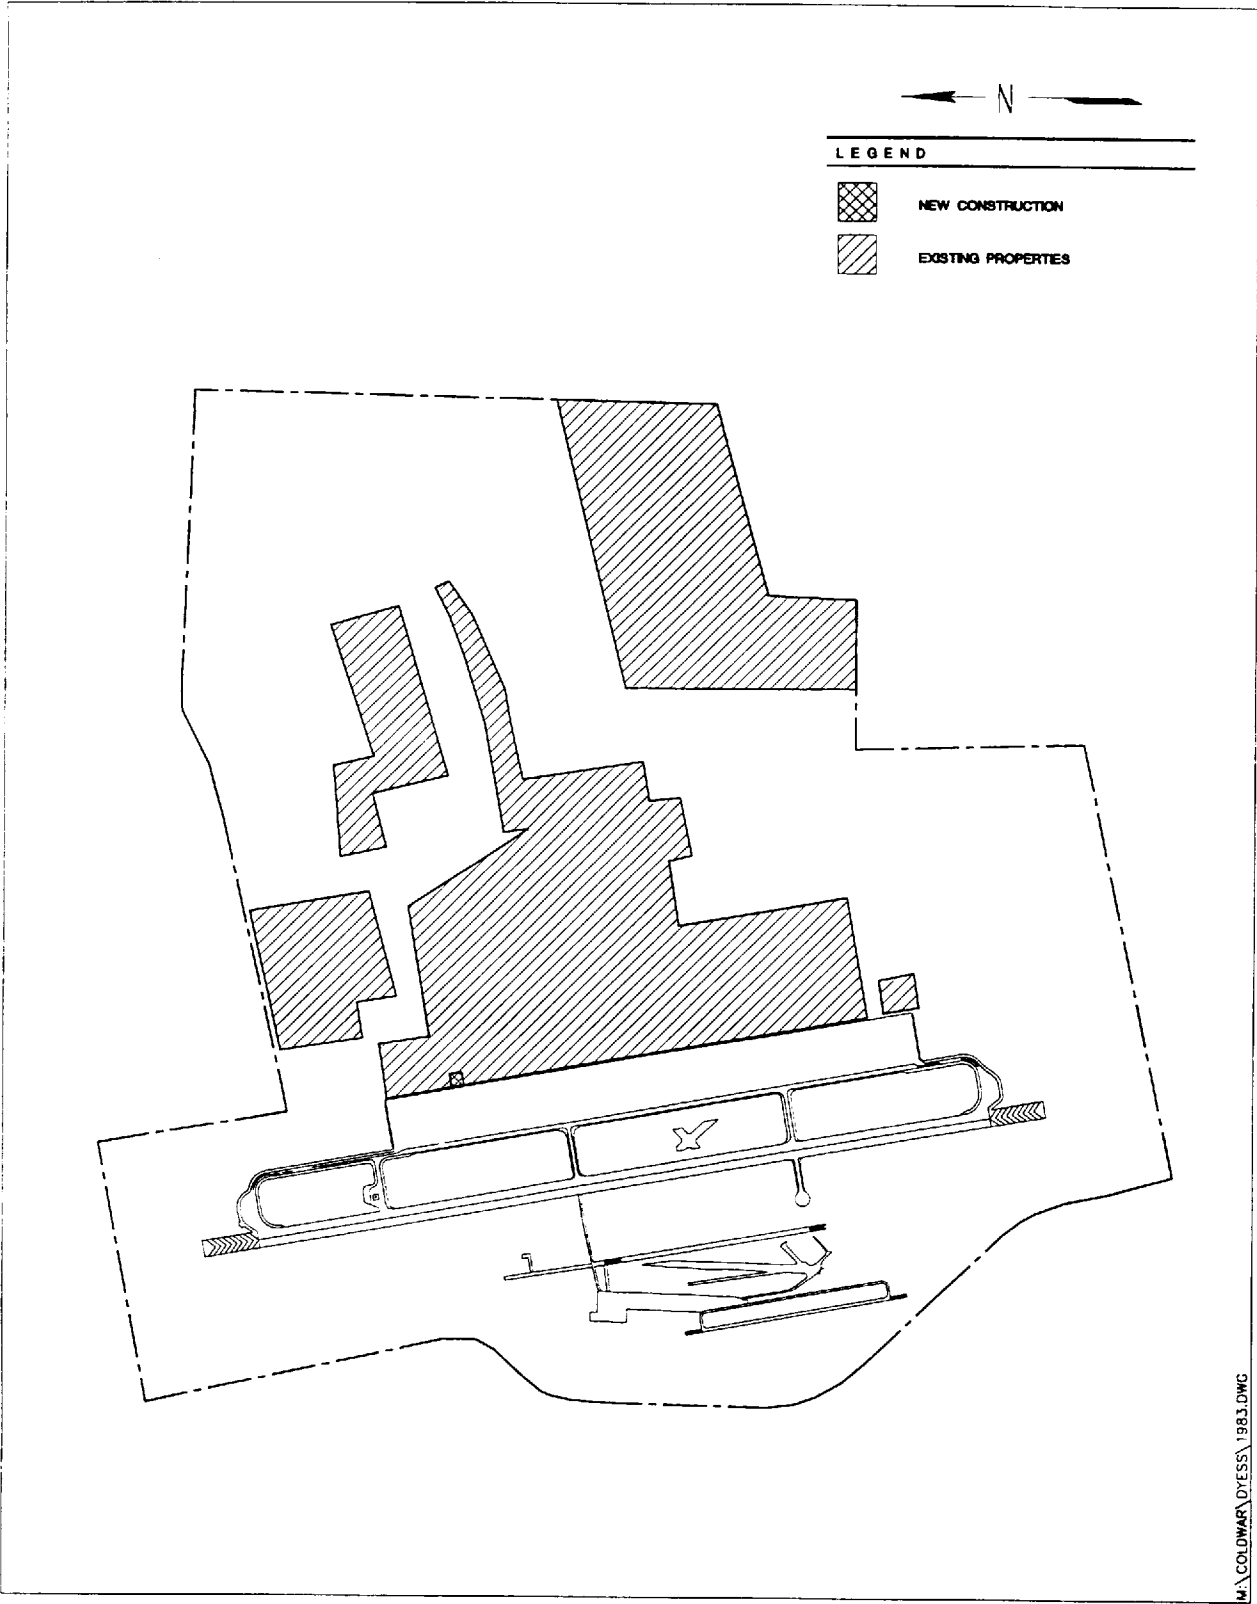 N
LEGEND
NEW CONSTRUCTION
EXISTING PROPERTIES
M:\COLDWAR\DYESS\1983.DWG